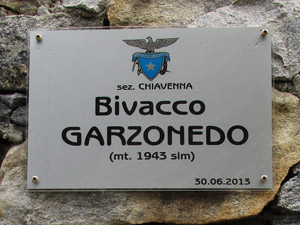 sez. CHIAVENNA
Bivacco
GARZONEDO
(mt. 1943 slm)
30.06.2013